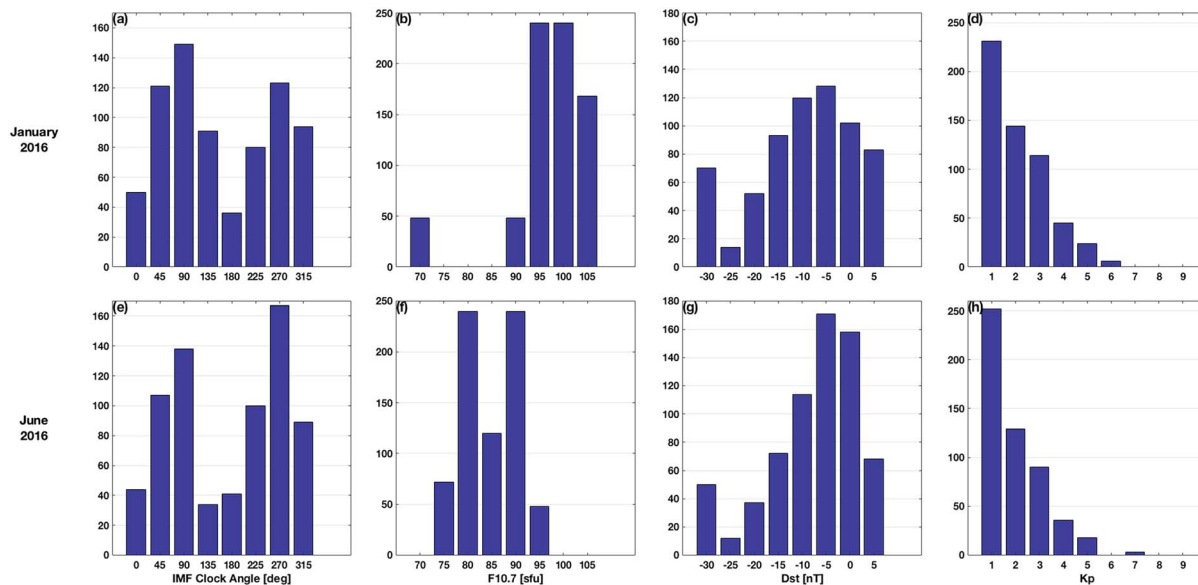 (a)
(b)
(c)
(d)
January
2016
160
140
120
100
80
60
40
20
0
0 45 90 135 180 225 270 315
250
200
150
100
50
0
70 75 80 85 90 95 100 105
180
160
140
120
100
80
60
40
20
0
-30 -25 -20 -15 -10 -5 0 5
250
200
150
100
50
0
1 2 3 4 5 6 7 8 9
(e)
(f)
(g)
(h)
June
2016
160
140
120
100
80
60
40
20
0
0 45 90 135 180 225 270 315
IMF Clock Angle [deg]
250
200
150
100
50
0
70 75 80 85 90 95 100 105
F10.7 [sfu]
180
160
140
120
100
80
60
40
20
0
-30 -25 -20 -15 -10 -5 0 5
Dst [nT]
250
200
150
100
50
0
1 2 3 4 5 6 7 8 9
Kp